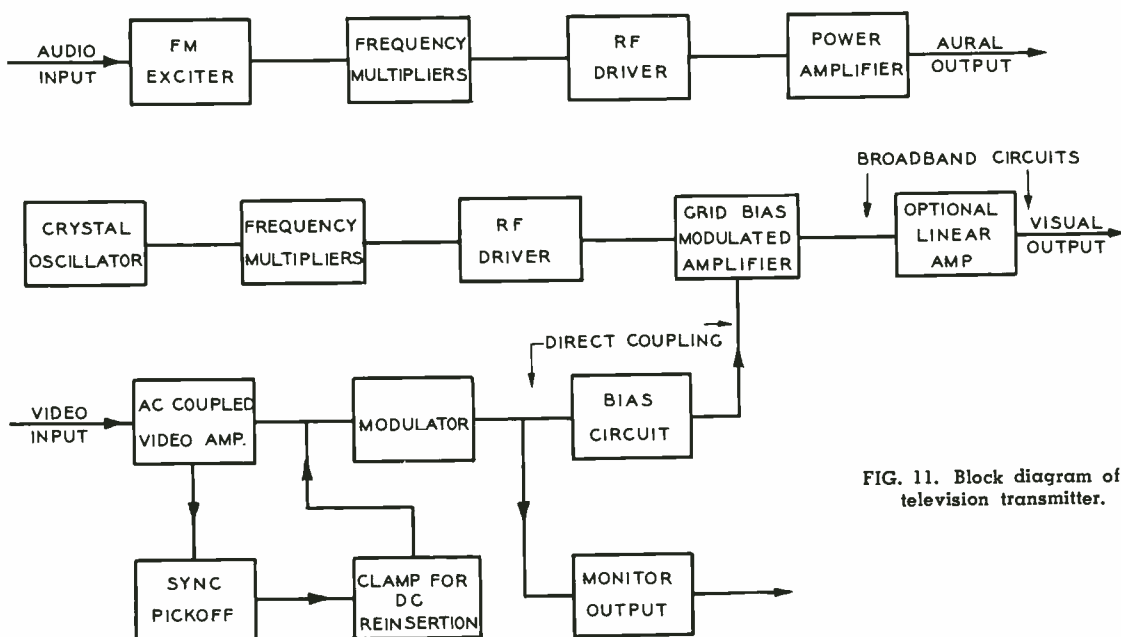 AUDIO
INPUT
FM
EXCITER
FREQUENCY
MULTIPLIERS
RF
DRIVER
POWER
AMPLIFIER
AURAL
OUTPUT
BROADBAND CIRCUITS
CRYSTAL
OSCILLATOR
FREQUENCY
MULTIPLIERS
RF
DRIVER
GRID BIAS
MODULATED
AMPLIFIER
OPTIONAL
LINEAR
AMP
VISUAL
OUTPUT
DIRECT COUPLING
VIDEO
INPUT
AC COUPLED
VIDEO AMP.
MODULATOR
BIAS
CIRCUIT
SYNC
PICKOFF
CLAMP FOR
DC
REINSERTION
MONITOR
OUTPUT
FIG. 11. Block diagram of
television transmitter.